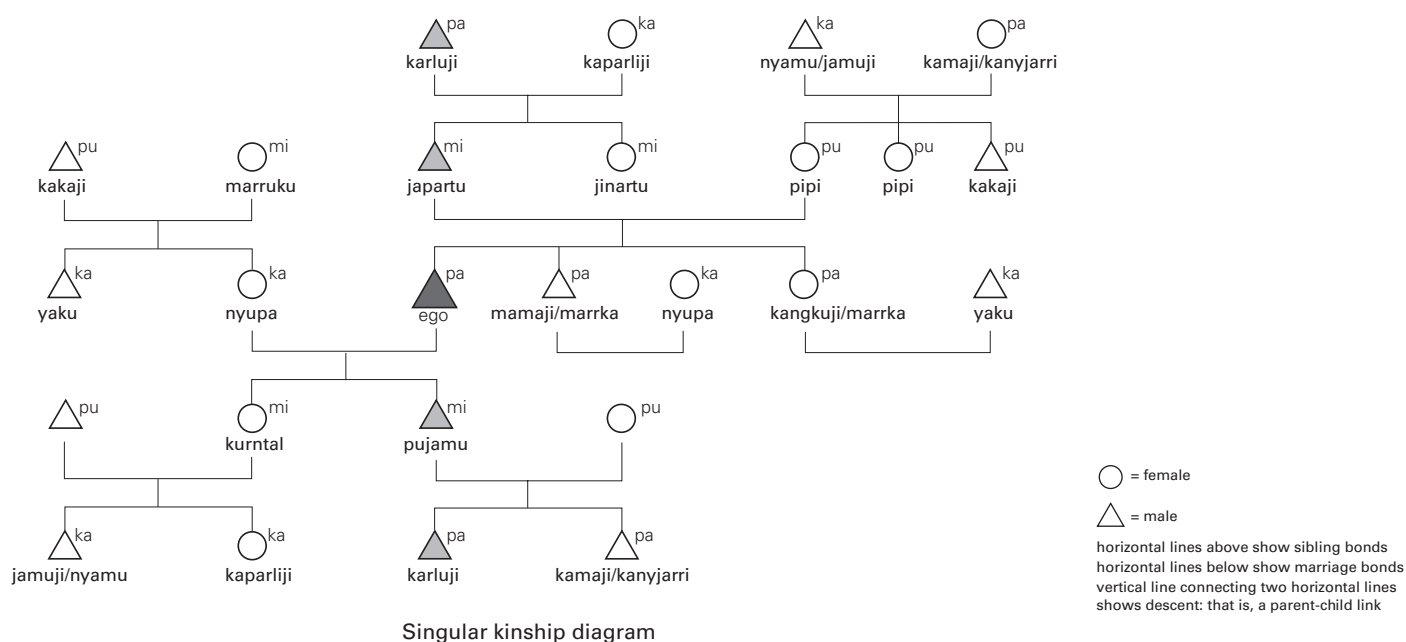 pa ka ka pa
karluji kaparliji nyamu/jamuji kamaji/kanyjarri
pu mi mi mi pu pu pu
kakaji marruku japartu jinartu pipi pipi kakaji
ka ka pa pa ka pa ka
yaku nyupa ego mamaji/marrka nyupa kangkuji/marrka yaku
pu mi mi pu
kurntal pujamu
ka ka pa pa
jamuji/nyamu kaparliji karluji kamaji/kanyjarri
= female
= male
horizontal lines above show sibling bonds
horizontal lines below show marriage bonds
vertical line connecting two horizontal lines
shows descent: that is, a parent-child link
Singular kinship diagram